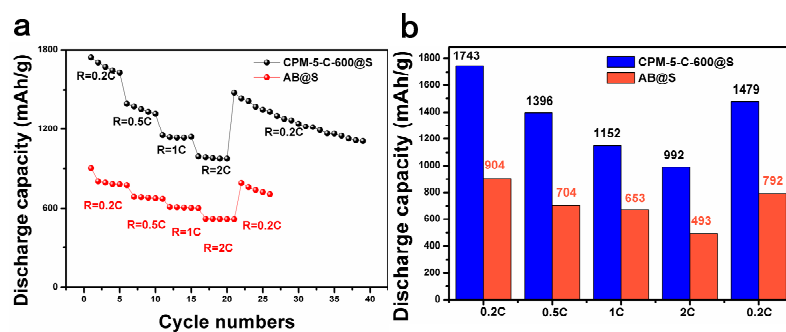 a
Discharge capacity (mAh/g)
1800
1200
600
0
CPM-5-C-600@S
AB@S
R=0.2C
R=0.5C
R=1C
R=2C
R=0.2C
R=0.2C
R=0.5C
R=1C
R=2C
R=0.2C
0 5 10 15 20 25 30 35 40
Cycle numbers
b
Discharge capacity (mAh/g)
1800
1600
1400
1200
1000
800
600
400
200
0
CPM-5-C-600@S
AB@S
1743
904
1396
704
1152
653
992
493
1479
792
0.2C 0.5C 1C 2C 0.2C